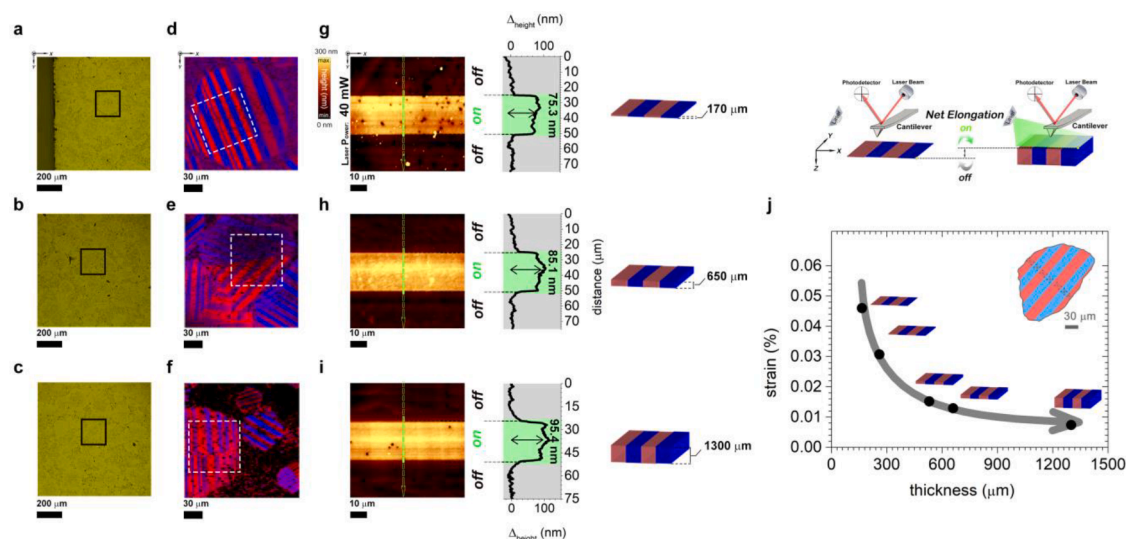 a
200 μm
d
X
Y
30 μm
g
300 nm
max
height (nm)
min
0 nm
Laser Power: 40 mW
10 μm
off
on
off
Δheight (nm)
0 100
75.3 nm
0
10
20
30
40
50
60
70
170 μm
Photodetector
Laser Beam
Cantilever
Net Elongation
on
off
Photodetector
Laser Beam
Cantilever
X
Y
Z
b
200 μm
e
30 μm
h
10 μm
off
on
off
85.1 nm
0
10
20
30
40
50
60
70
distance (μm)
650 μm
c
200 μm
f
30 μm
i
10 μm
off
on
off
95.4 nm
0
15
30
45
60
75
0 100
Δheight (nm)
1300 μm
j
strain (%)
0.06
0.05
0.04
0.03
0.02
0.01
0.00
30 μm
0 300 600 900 1200 1500
thickness (μm)